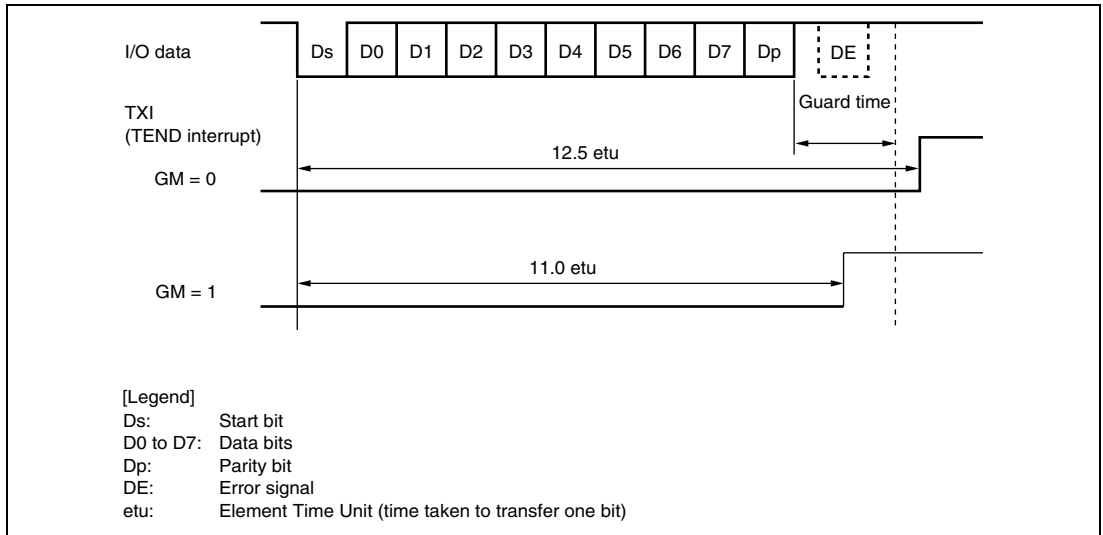 I/O data
Ds D0 D1 D2 D3 D4 D5 D6 D7 Dp DE
Guard time
TXI
(TEND interrupt)
12.5 etu
GM = 0
11.0 etu
GM = 1
[Legend]
Ds: Start bit
D0 to D7: Data bits
Dp: Parity bit
DE: Error signal
etu: Element Time Unit (time taken to transfer one bit)